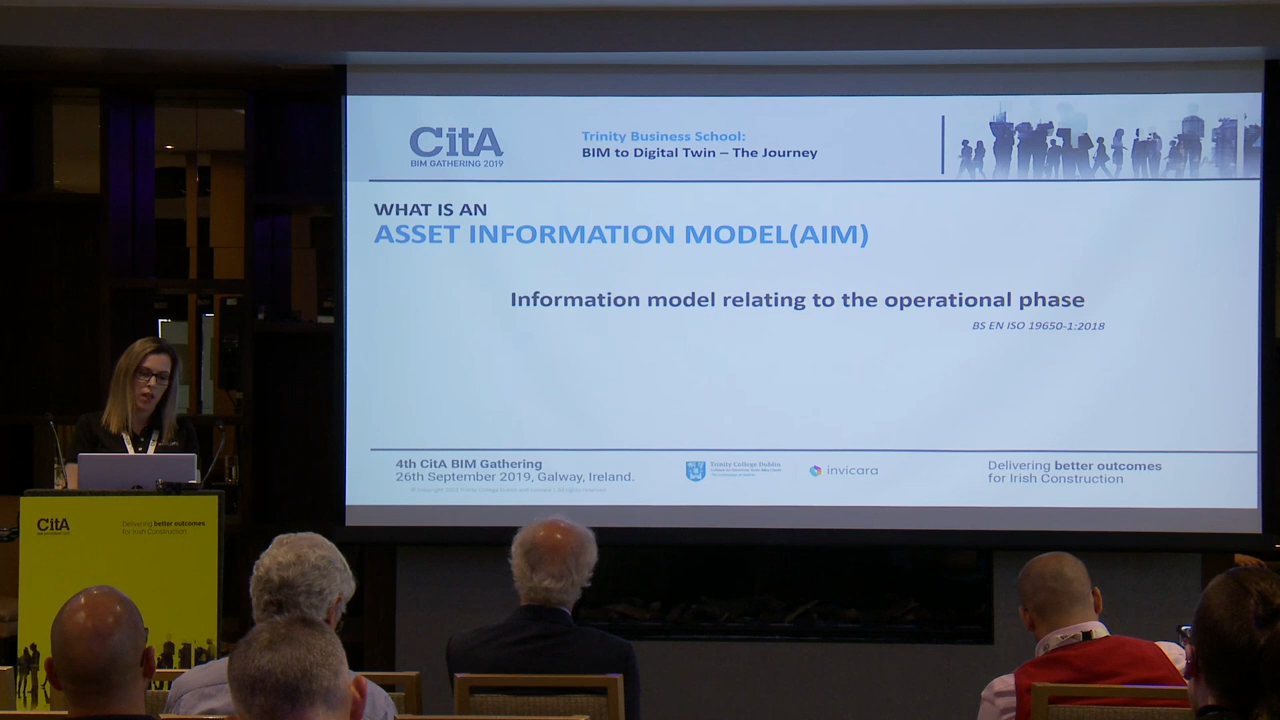 CitA
BIM GATHERING 2019
Trinity Business School:
BIM to Digital Twin – The Journey
WHAT IS AN
ASSET INFORMATION MODEL(AIM)
Information model relating to the operational phase
BS EN ISO 19650-1:2018
4th CitA BIM Gathering
26th September 2019, Galway, Ireland.
Trinity College Dublin
invicara
Delivering better outcomes
for Irish Construction
CitA
Delivering better outcomes
for Irish Construction